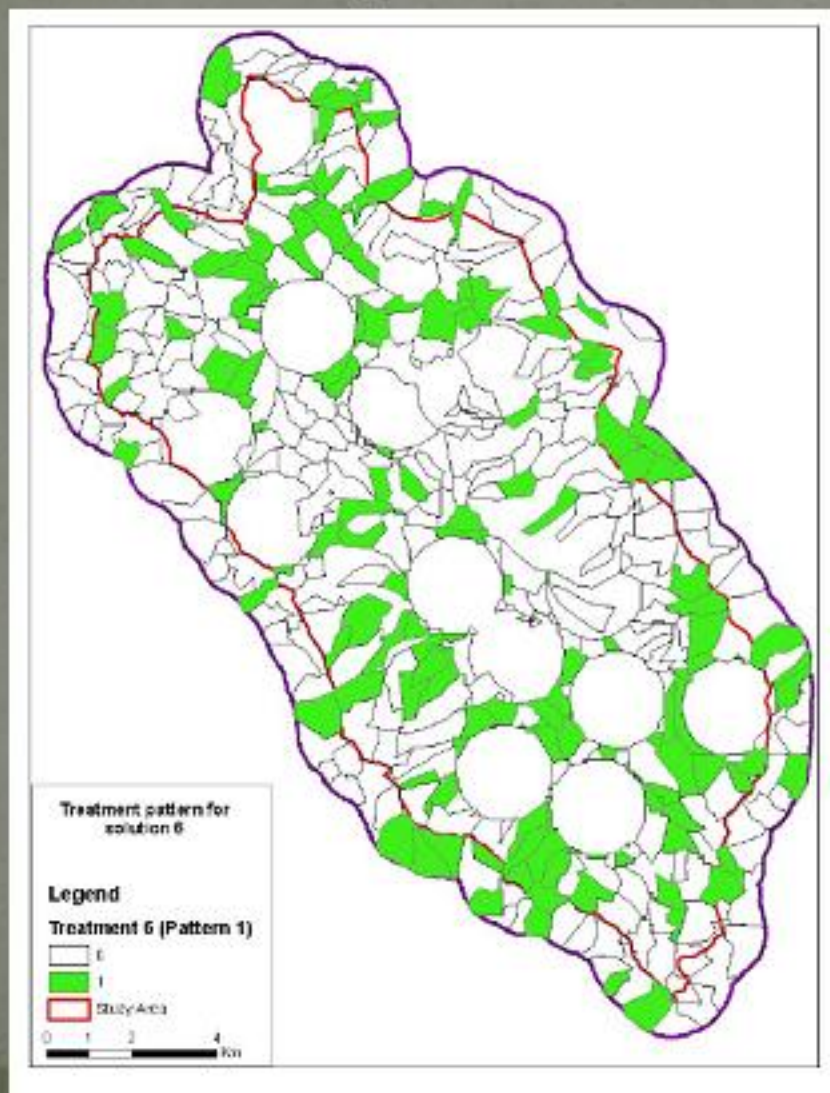 Treatment pattern for
solution 6
Legend
Treatment 6 (Pattern 1)
0
1
Study Area
0 1 2 4
Km